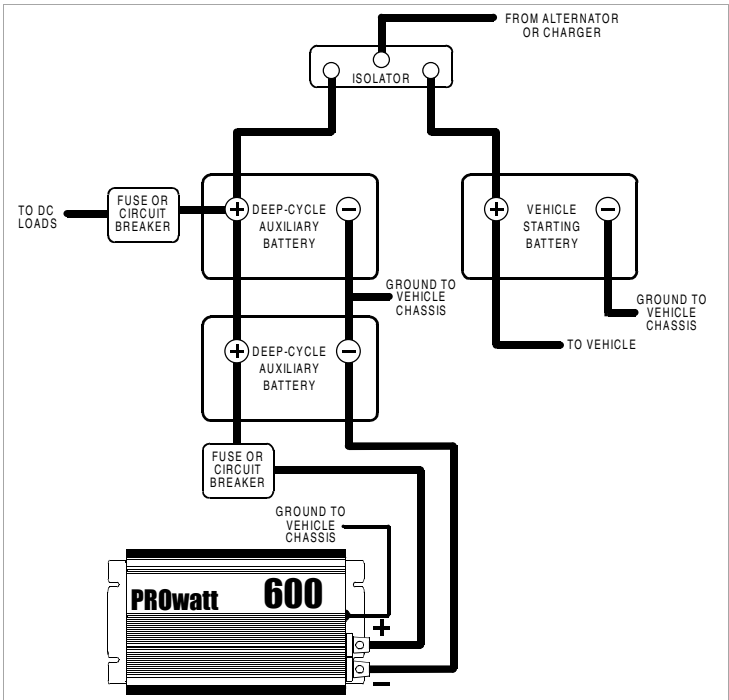 FROM ALTERNATOR
OR CHARGER
ISOLATOR
TO DC
LOADS
FUSE OR
CIRCUIT
BREAKER
+
DEEP-CYCLE
AUXILIARY
BATTERY
−
+
VEHICLE
STARTING
BATTERY
−
GROUND TO
VEHICLE
CHASSIS
GROUND TO
VEHICLE
CHASSIS
TO VEHICLE
+
DEEP-CYCLE
AUXILIARY
BATTERY
−
FUSE OR
CIRCUIT
BREAKER
GROUND TO
VEHICLE
CHASSIS
PROwatt 600
+
−